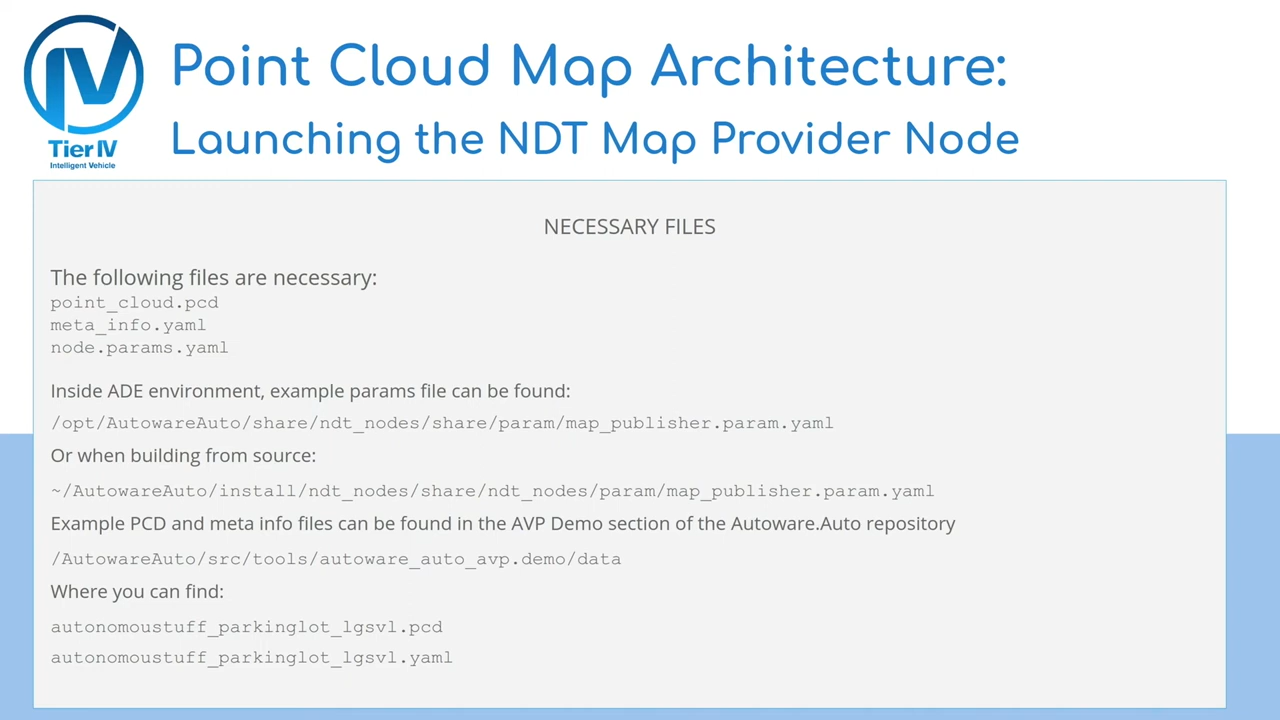 IV
Tier IV
Intelligent Vehicle
Point Cloud Map Architecture:
Launching the NDT Map Provider Node
NECESSARY FILES
The following files are necessary:
point_cloud.pcd
meta_info.yaml
node.params.yaml
Inside ADE environment, example params file can be found:
/opt/AutowareAuto/share/ndt_nodes/share/param/map_publisher.param.yaml
Or when building from source:
~/AutowareAuto/install/ndt_nodes/share/ndt_nodes/param/map_publisher.param.yaml
Example PCD and meta info files can be found in the AVP Demo section of the Autoware.Auto repository
/AutowareAuto/src/tools/autoware_auto_avp.demo/data
Where you can find:
autonomoustuff_parkinglot_lgsvl.pcd
autonomoustuff_parkinglot_lgsvl.yaml